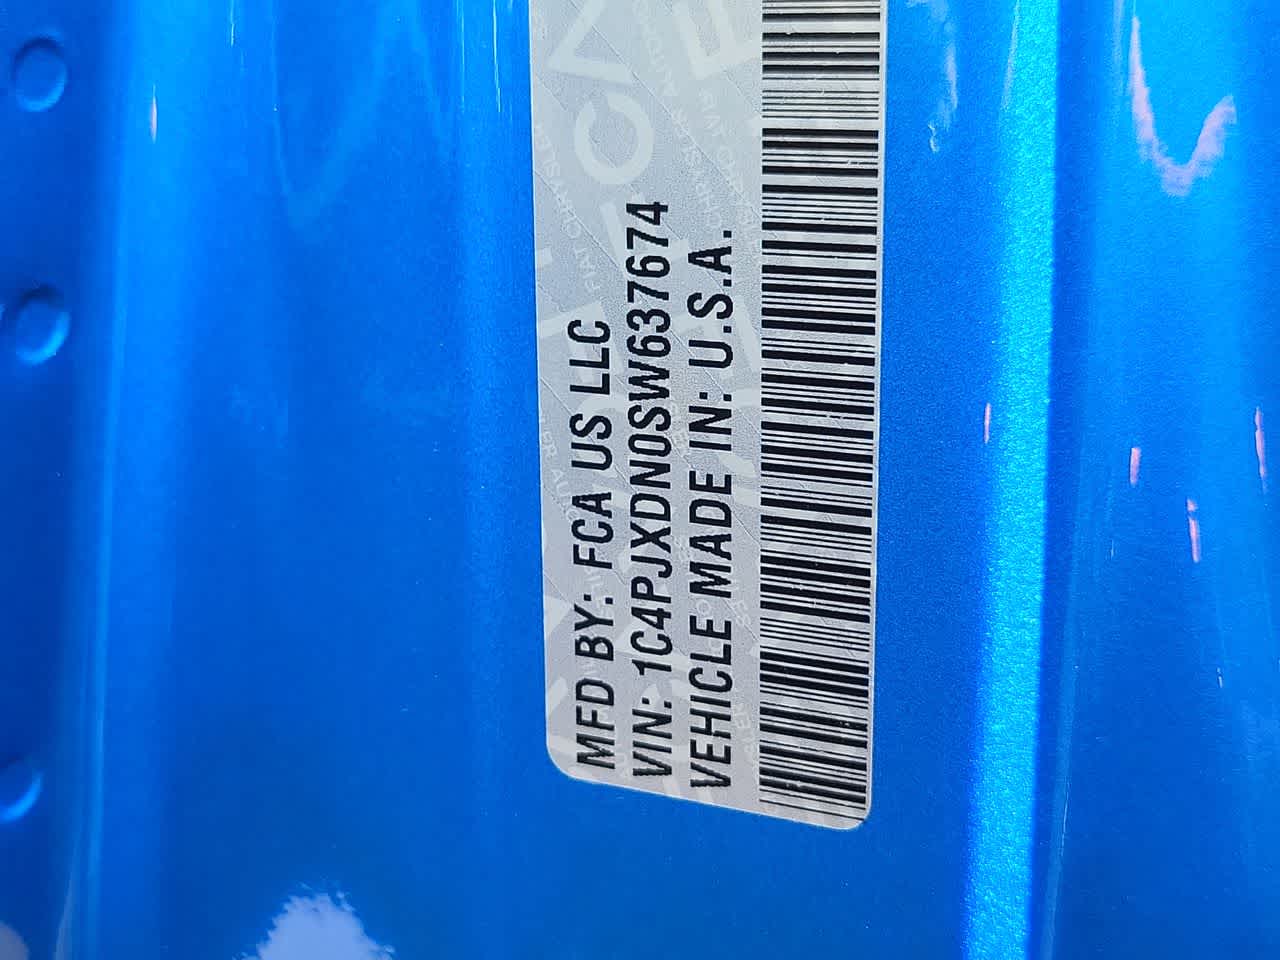 MFD BY: FCA US LLC
VIN: 1C4PJXDN0SW637674
VEHICLE MADE IN: U.S.A.